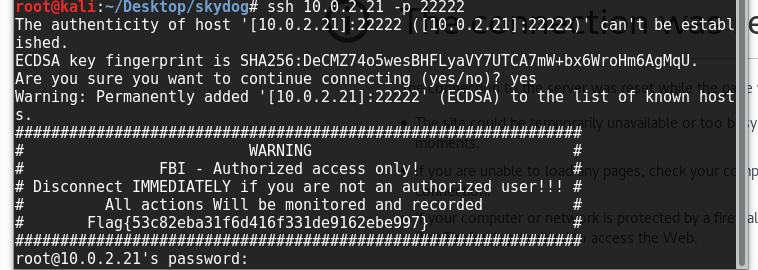 root@kali:~/Desktop/skydog# ssh 10.0.2.21 -p 22222
The authenticity of host '[10.0.2.21]:22222 ([10.0.2.21]:22222)' can't be establ
ished.
ECDSA key fingerprint is SHA256:DeCMZ74o5wesBHFLyaVY7UTCA7mW+bx6WroHm6AgMqU.
Are you sure you want to continue connecting (yes/no)? yes
Warning: Permanently added '[10.0.2.21]:22222' (ECDSA) to the list of known host
s.
###############################################################
# WARNING #
# FBI - Authorized access only! #
# Disconnect IMMEDIATELY if you are not an authorized user!!! #
# All actions Will be monitored and recorded #
# Flag{53c82eba31f6d416f331de9162ebe997} #
###############################################################
root@10.0.2.21's password: